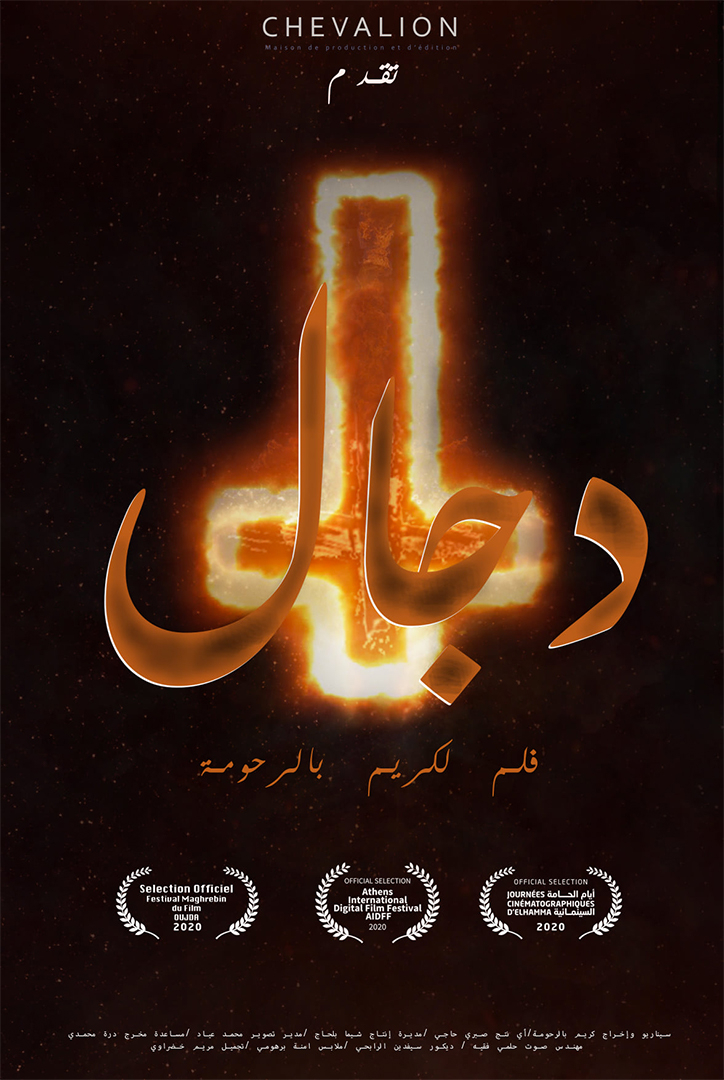 CHEVALION
Maison de production et d'édition
تقدم
دجال
فلم لكريم بالرحومة
Selection Officiel
Festival Maghrebin
du Film
OUJDA
2020
OFFICIAL SELECTION
Athens
International
Digital Film Festival
AIDFF
2020
OFFICIAL SELECTION
JOURNÉES أيام الحامة
CINÉMATOGRAPHIQUES
D'ELHAMMA السينمائية
2020
سيناريو وإخراج كريم بالرحومة/أي نتج صبري حاجي /مديرة إنتاج شيما بلحاج /مدير تصوير محمد عياد /مساعدة مخرج درة محمدي
مهندس صوت حلمي فقيه / ديكور سيفدين الرابحي /ملابس امنة برهومي /تجميل مريم خضراوي